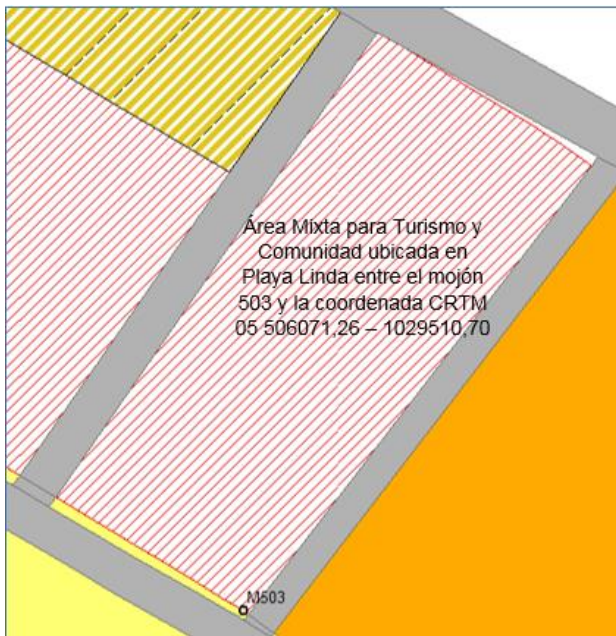 Área Mixta para Turismo y
Comunidad ubicada en
Playa Linda entre el mojón
503 y la coordenada CRTM
05 506071,26 – 1029510,70
M503